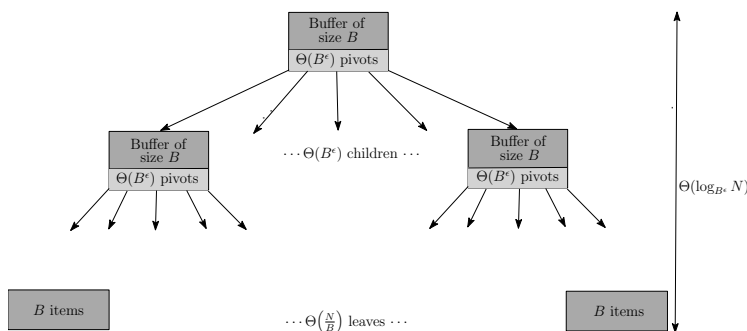 Buffer of
size B
Θ(B^ϵ) pivots
Buffer of
size B
Θ(B^ϵ) pivots
··· Θ(B^ϵ) children ···
Buffer of
size B
Θ(B^ϵ) pivots
Θ(log_{B^ϵ} N)
B items
··· Θ(N/B) leaves ···
B items